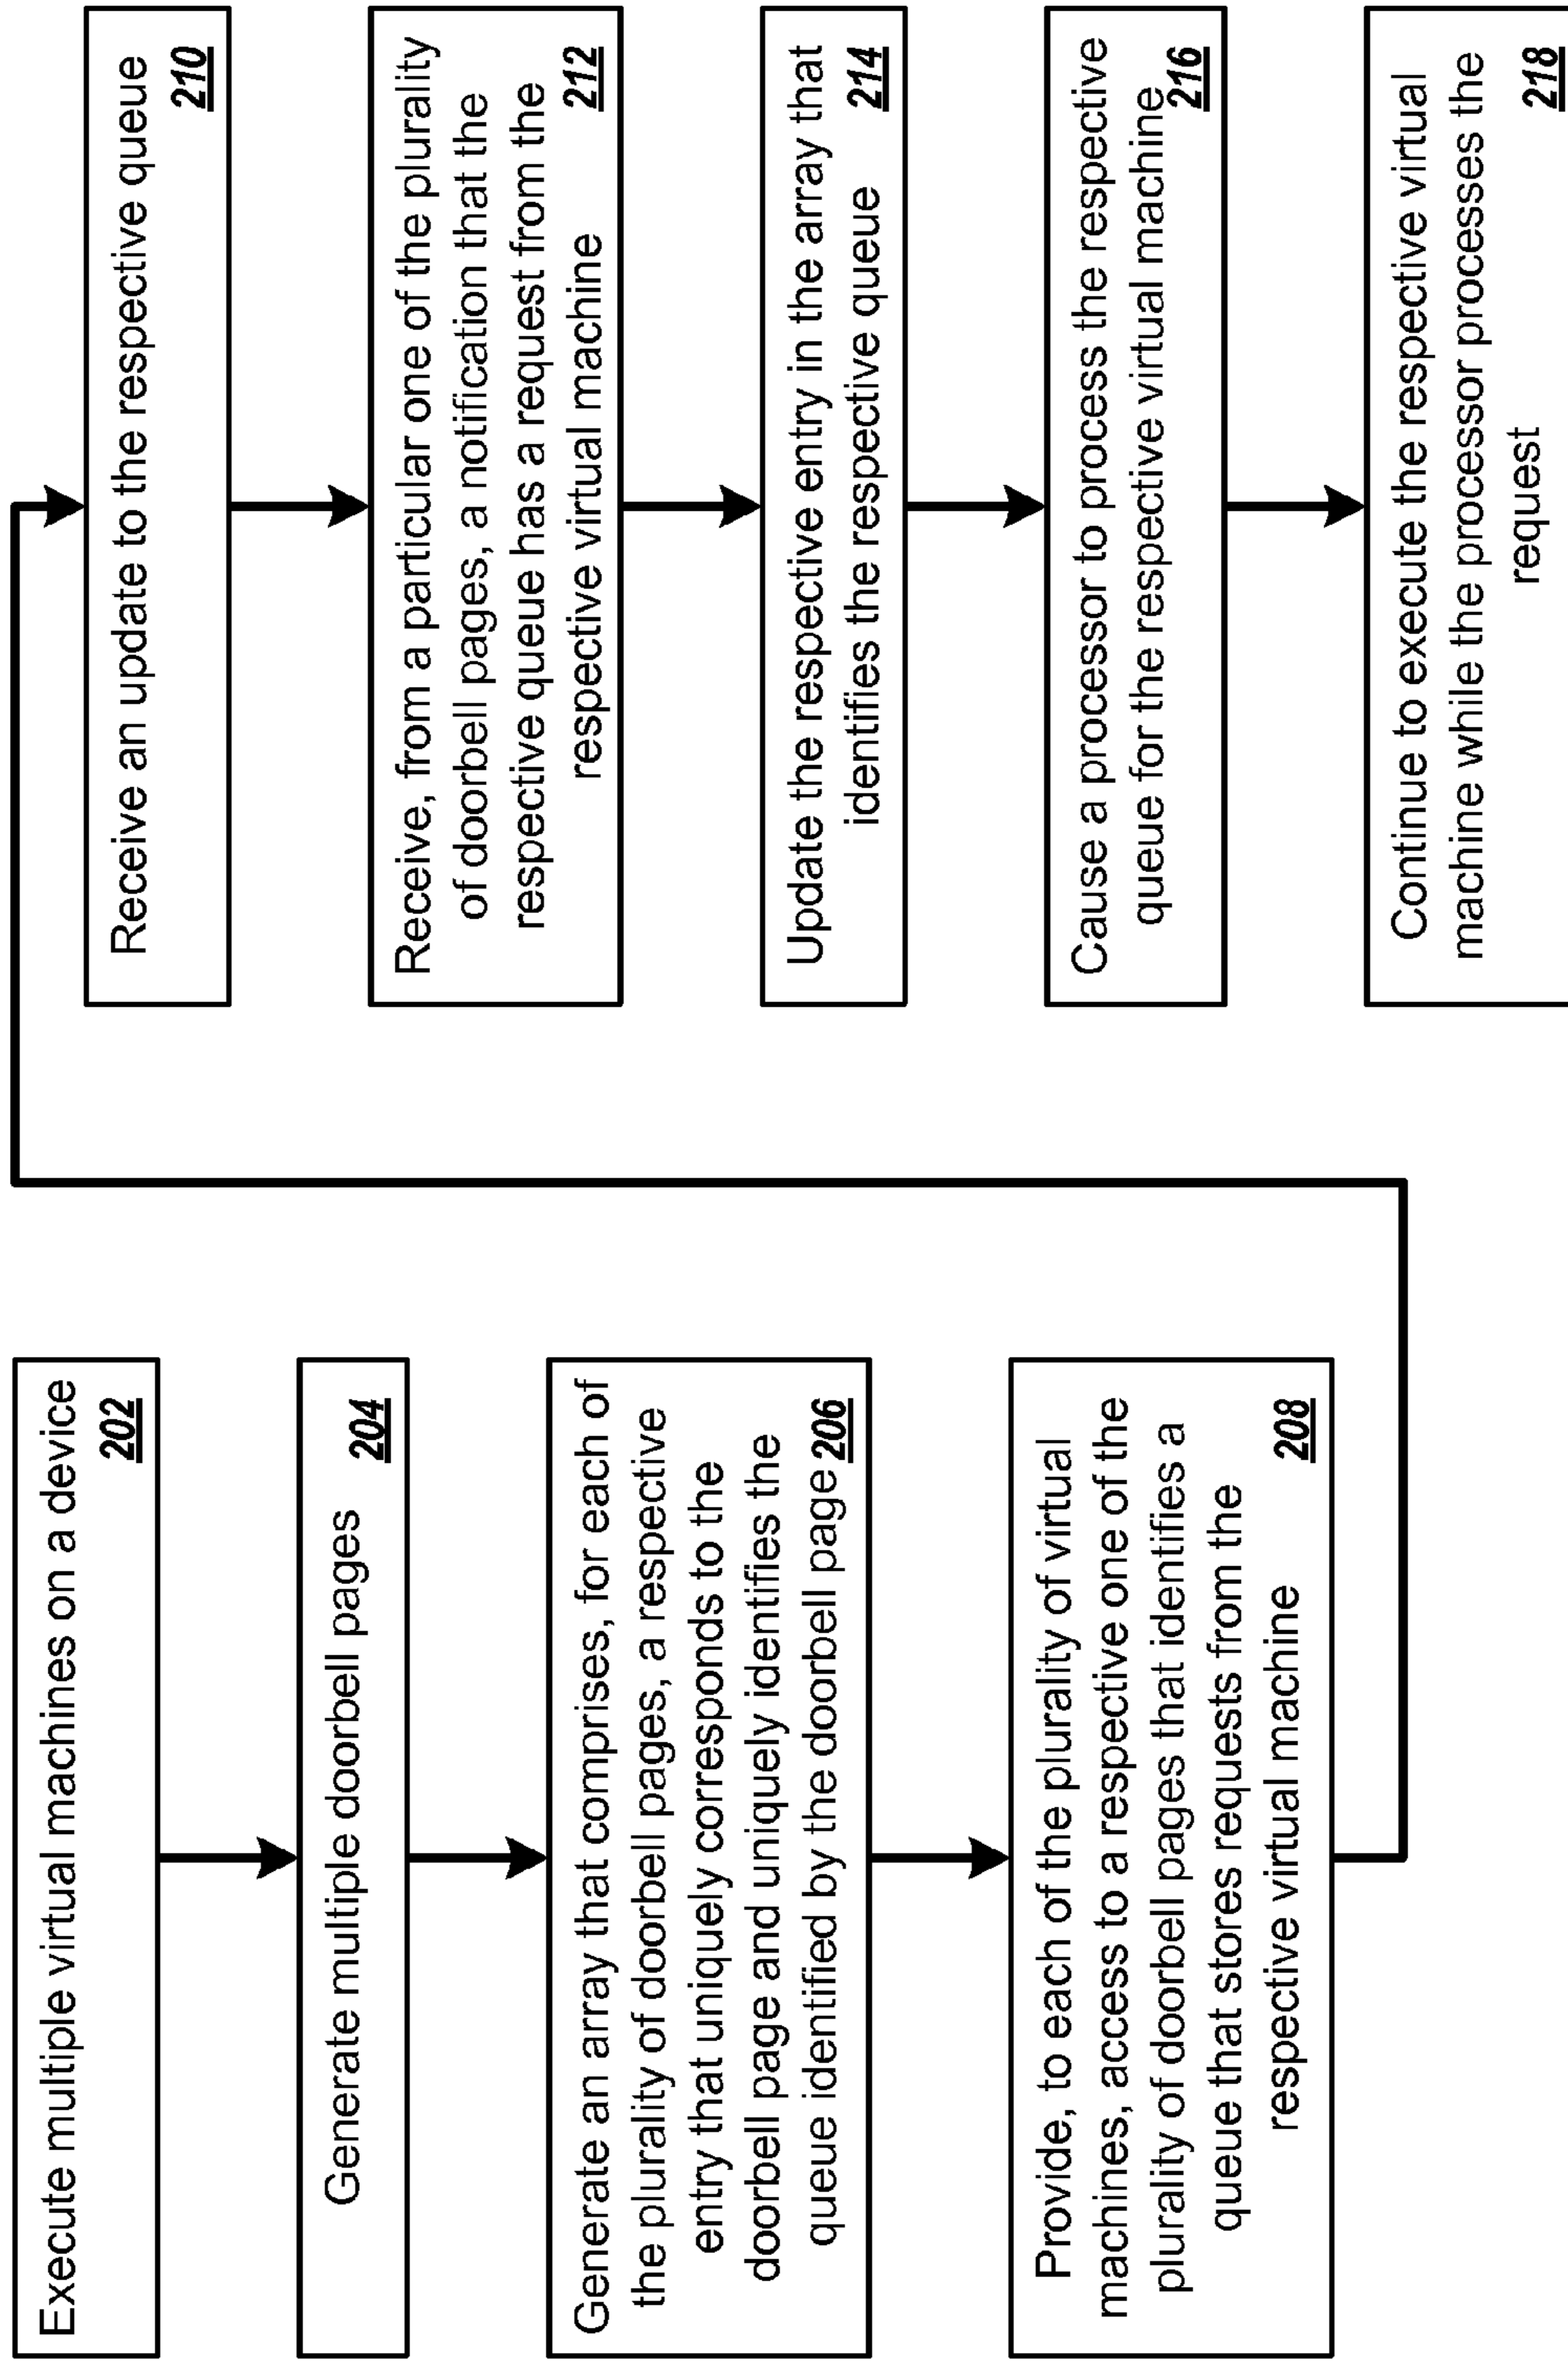 Execute multiple virtual machines on a device
202
Generate multiple doorbell pages
204
Generate an array that comprises, for each of
the plurality of doorbell pages, a respective
entry that uniquely corresponds to the
doorbell page and uniquely identifies the
queue identified by the doorbell page 206
Provide, to each of the plurality of virtual
machines, access to a respective one of the
plurality of doorbell pages that identifies a
queue that stores requests from the
respective virtual machine
208
Receive an update to the respective queue
210
Receive, from a particular one of the plurality
of doorbell pages, a notification that the
respective queue has a request from the
respective virtual machine
212
Update the respective entry in the array that
identifies the respective queue
214
Cause a processor to process the respective
queue for the respective virtual machine
216
Continue to execute the respective virtual
machine while the processor processes the
request
218